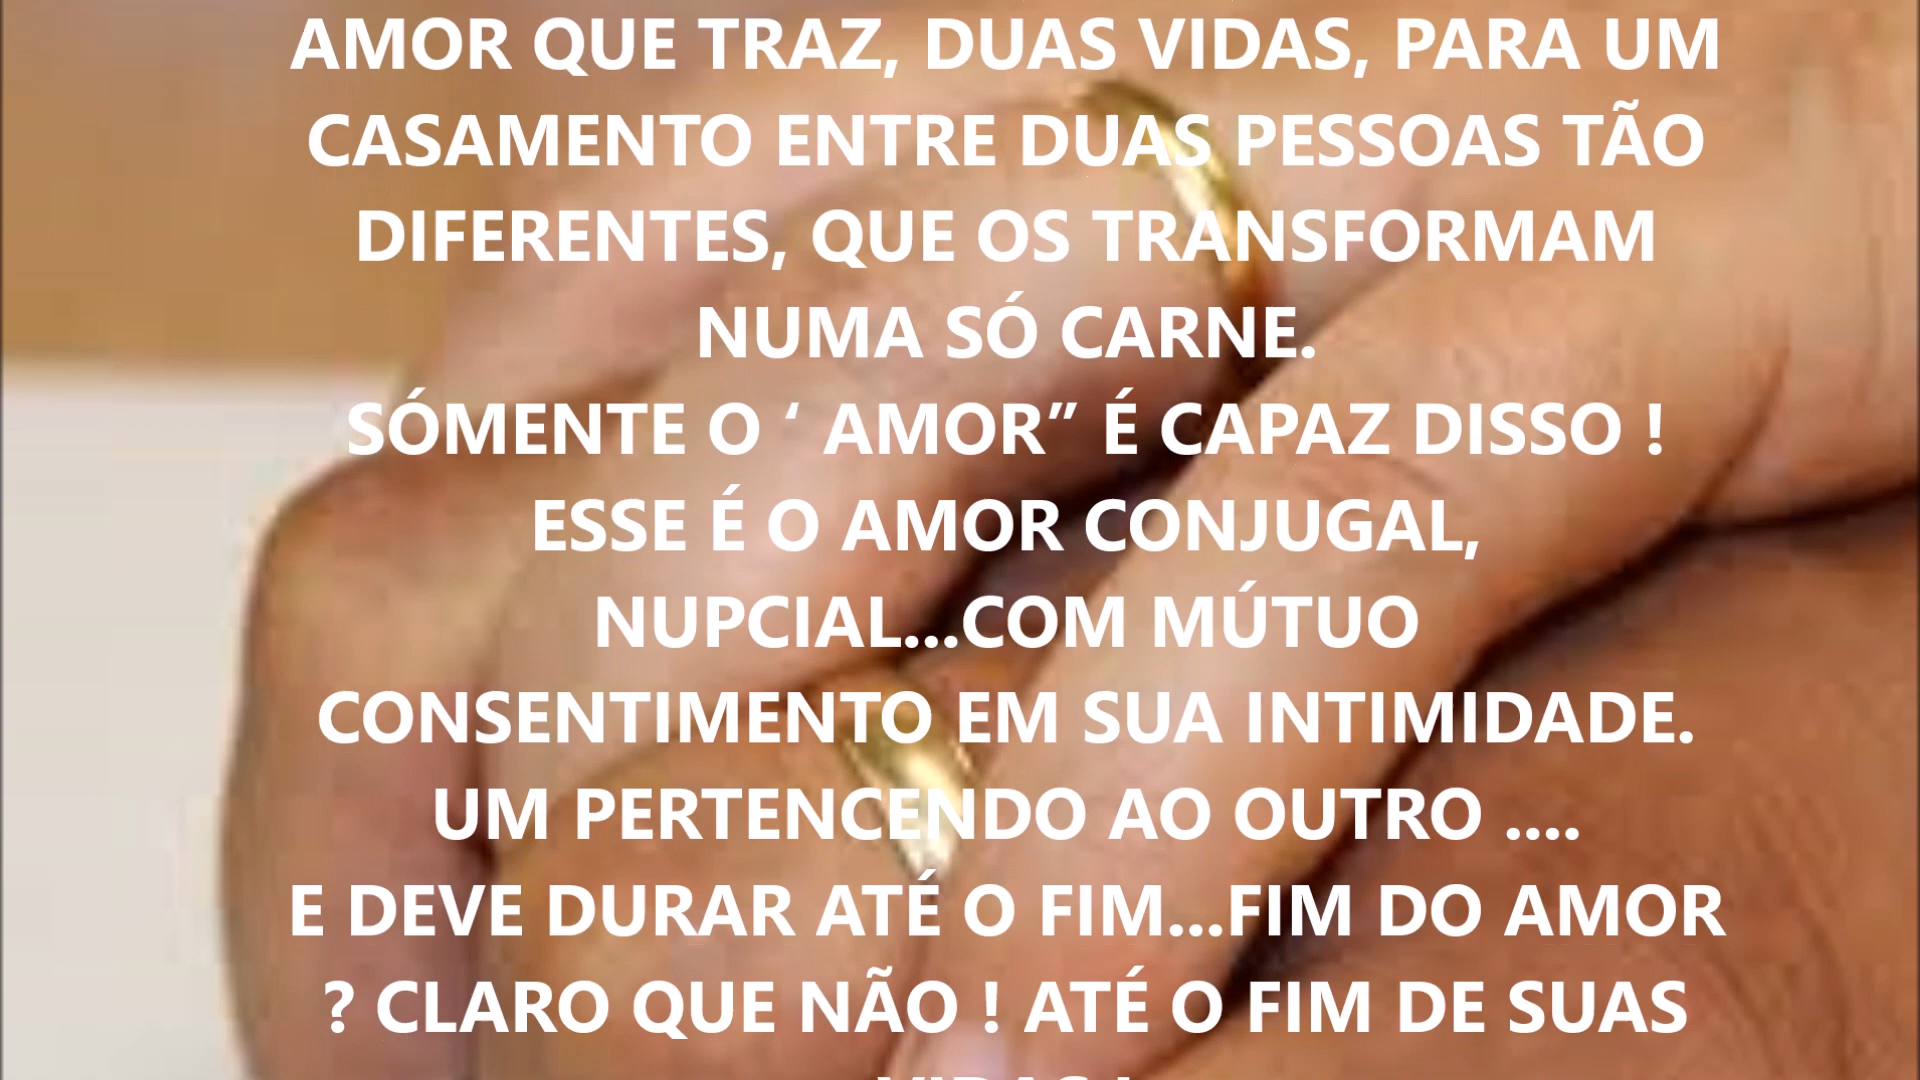 AMOR QUE TRAZ, DUAS VIDAS, PARA UM
CASAMENTO ENTRE DUAS PESSOAS TÃO
DIFERENTES, QUE OS TRANSFORMAM
NUMA SÓ CARNE.
SÓMENTE O ‘ AMOR” É CAPAZ DISSO !
ESSE É O AMOR CONJUGAL,
NUPCIAL...COM MÚTUO
CONSENTIMENTO EM SUA INTIMIDADE.
UM PERTENCENDO AO OUTRO ....
E DEVE DURAR ATÉ O FIM...FIM DO AMOR
? CLARO QUE NÃO ! ATÉ O FIM DE SUAS